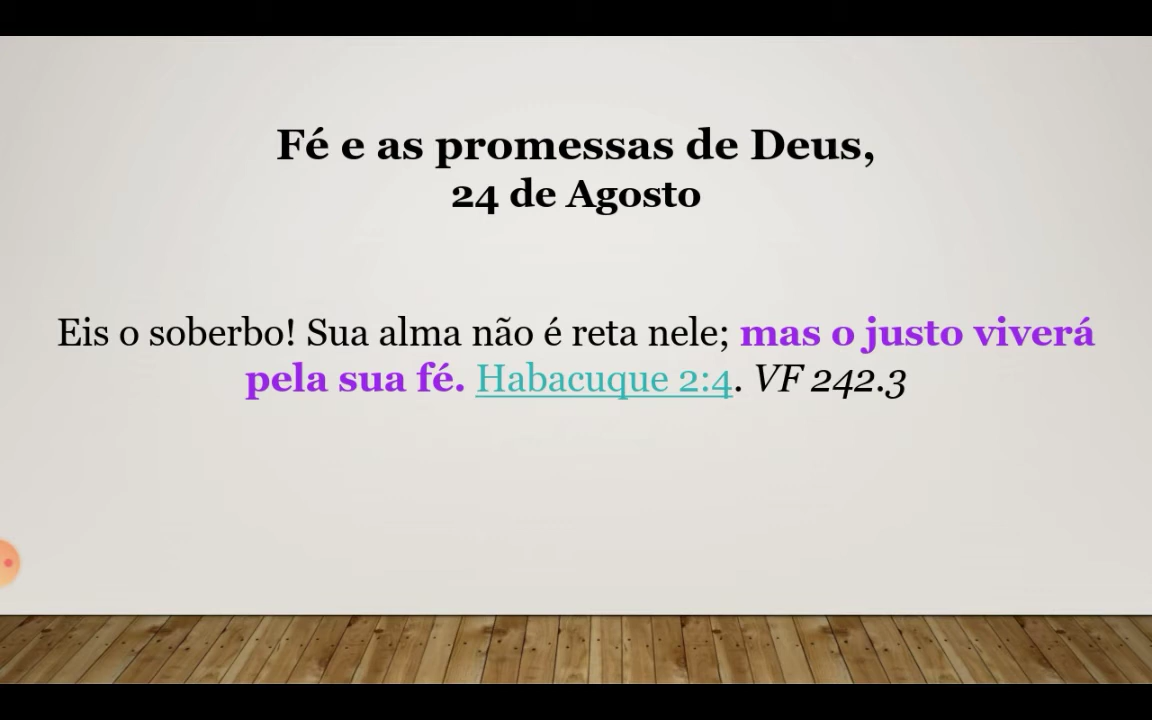 Fé e as promessas de Deus,
24 de Agosto
Eis o soberbo! Sua alma não é reta nele; mas o justo viverá
pela sua fé. Habacuque 2:4. VF 242.3